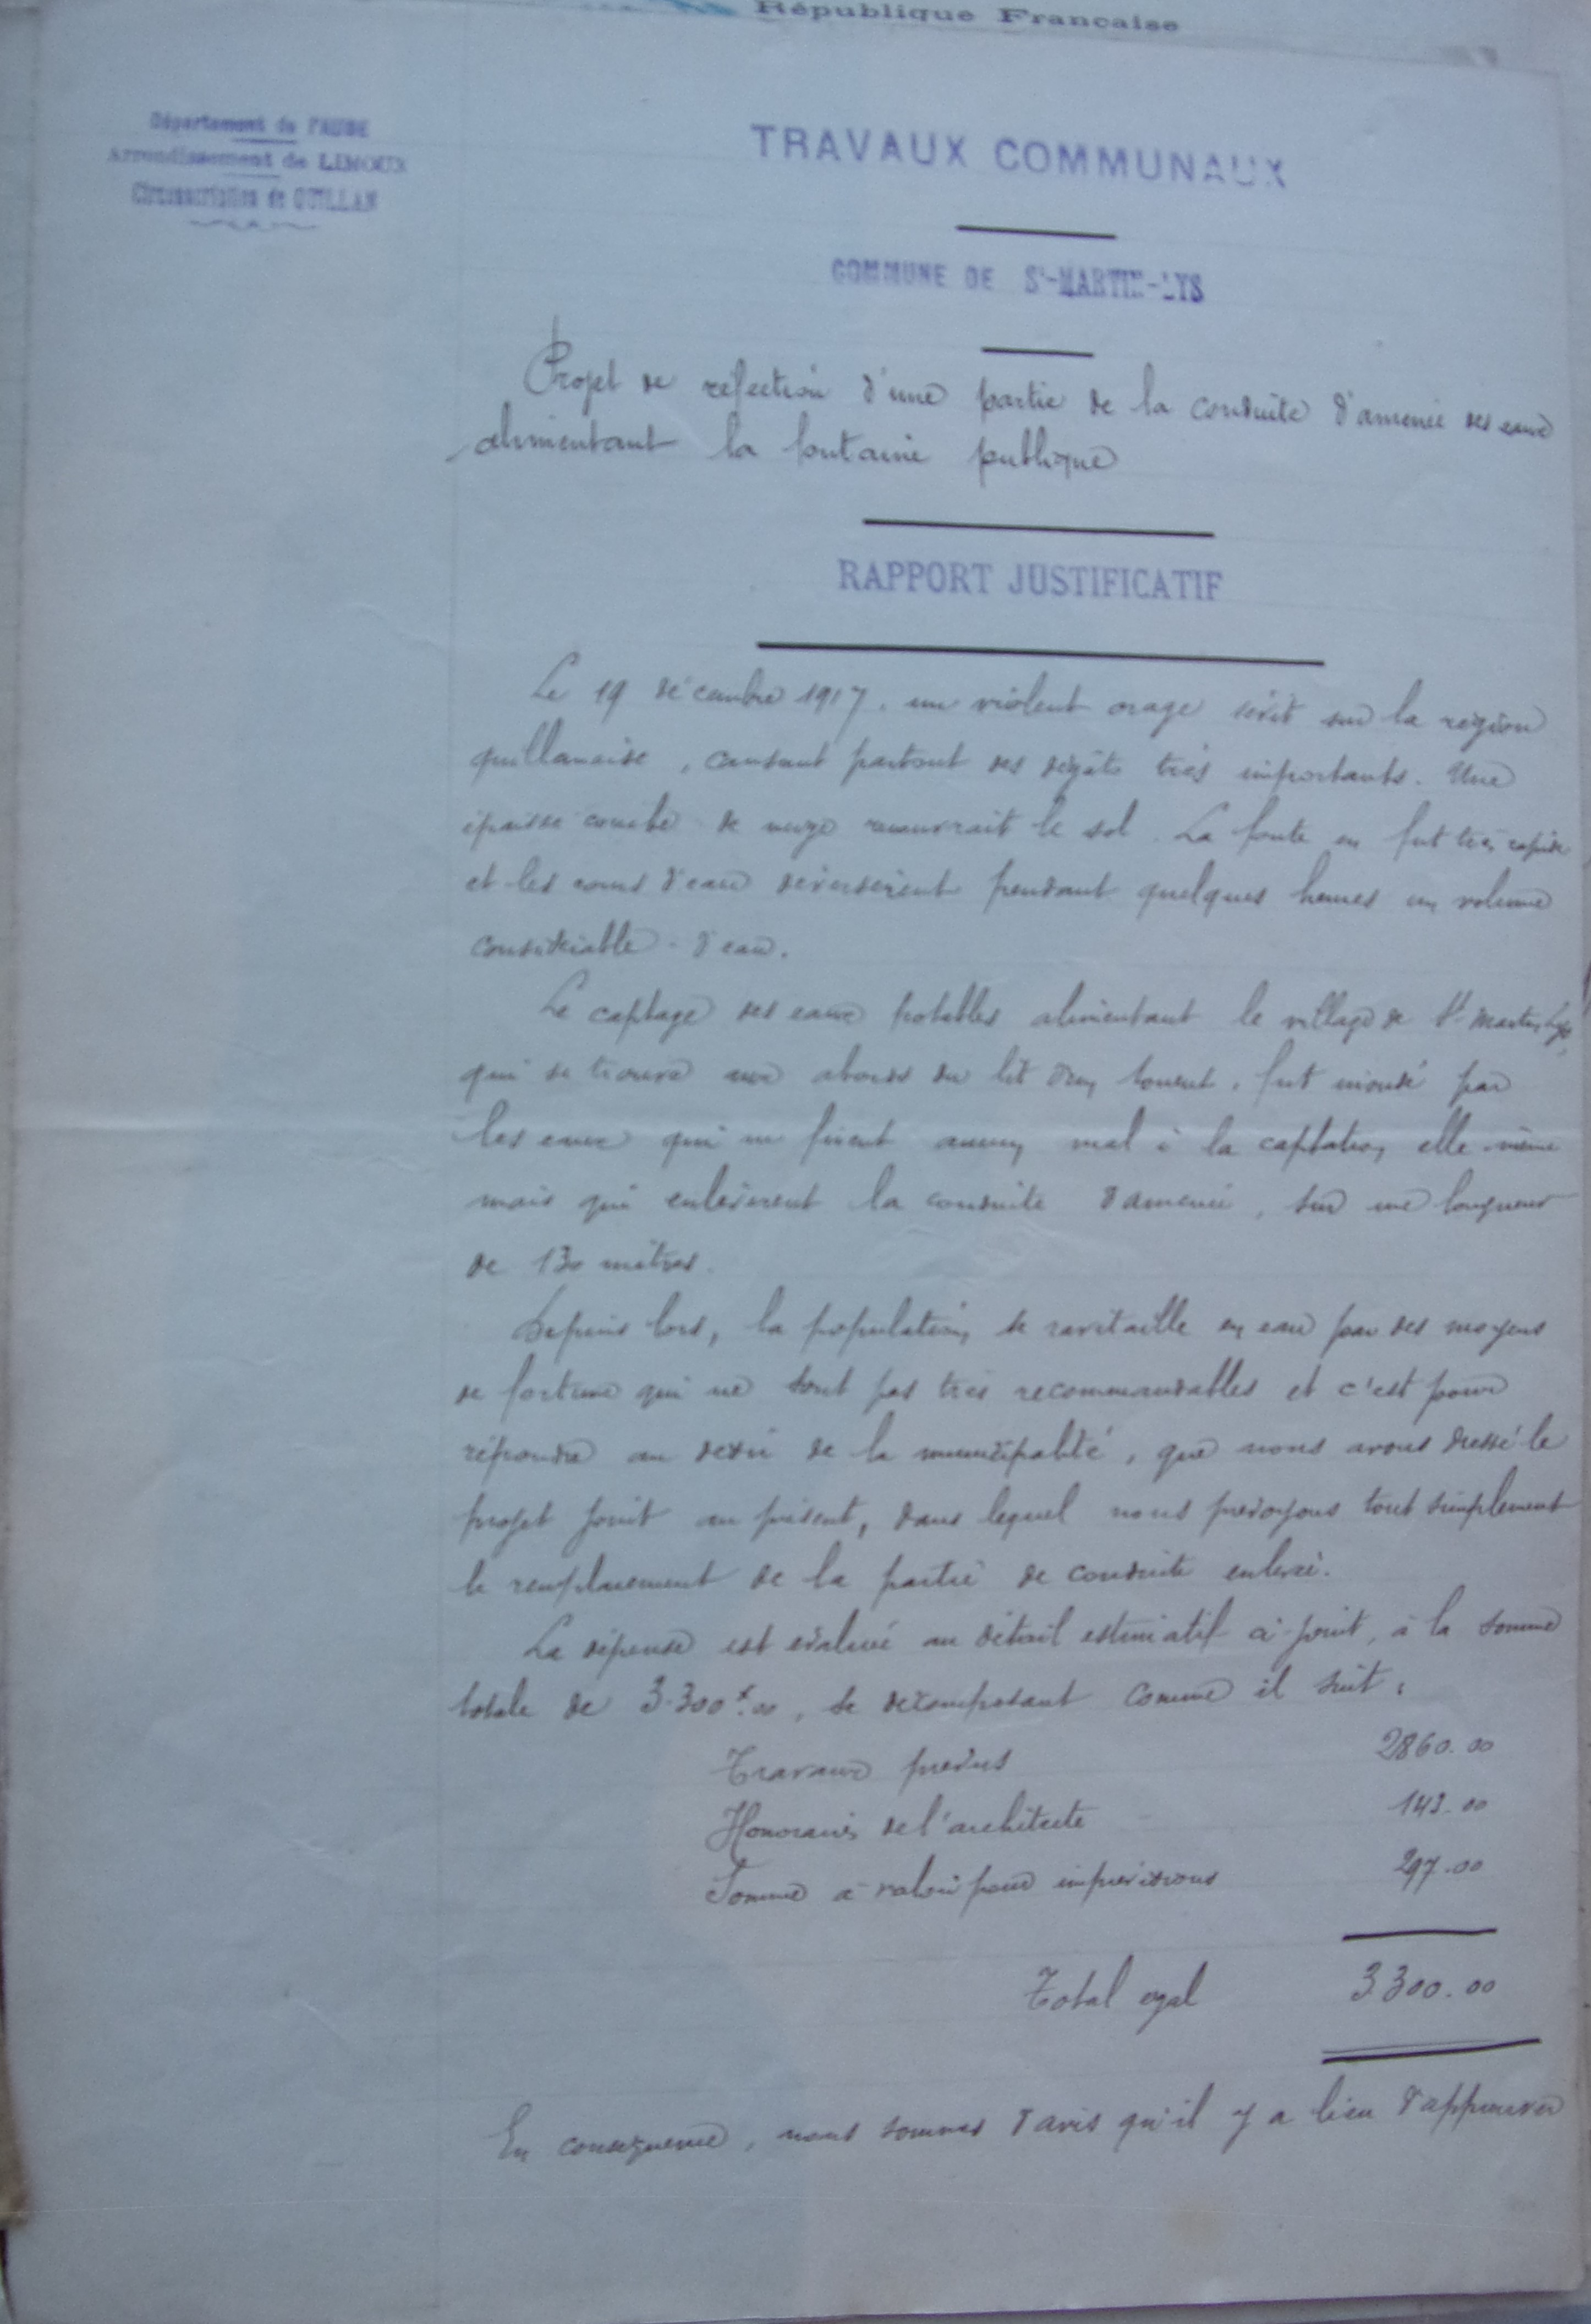 République Française
Département de l'AUDE
Arrondissement de LIMOUX
Circonscription de QUILLAN
TRAVAUX COMMUNAUX
COMMUNE DE St-MARTIN-LYS
Projet de réfection d'une partie de la conduite d'amenée des eaux
alimentant la fontaine publique
RAPPORT JUSTIFICATIF
Le 19 décembre 1917, un violent orage sévit sur la région
quillanaise, causant partout des dégâts très importants. Une
épaisse couche de neige recouvrait le sol. La fonte en fut très rapide
et les cours d'eau déversèrent pendant quelques heures un volume
considérable d'eau.
Le captage des eaux potables alimentant le village de St Martin Lys,
qui se trouve aux abords du lit d'un torrent, fut inondé par
les eaux qui ne firent aucun mal à la captation elle-même
mais qui enlevèrent la conduite d'amenée, sur une longueur
de 130 mètres.
Depuis lors, la population se ravitaille en eau par des moyens
de fortune qui ne sont pas très recommandables et c'est pour
répondre au désir de la municipalité, que nous avons dressé le
projet joint au présent, dans lequel nous prévoyons tout simplement
le remplacement de la partie de conduite enlevée.
La dépense est évaluée au détail estimatif ci-joint, à la somme
totale de 3.300f.00, se décomposant comme il suit :
Travaux prévus 2860.00
Honoraires de l'architecte 143.00
Somme à valoir pour imprévisions 297.00
Total égal 3.300.00
En conséquence, nous sommes d'avis qu'il y a lieu d'approuver